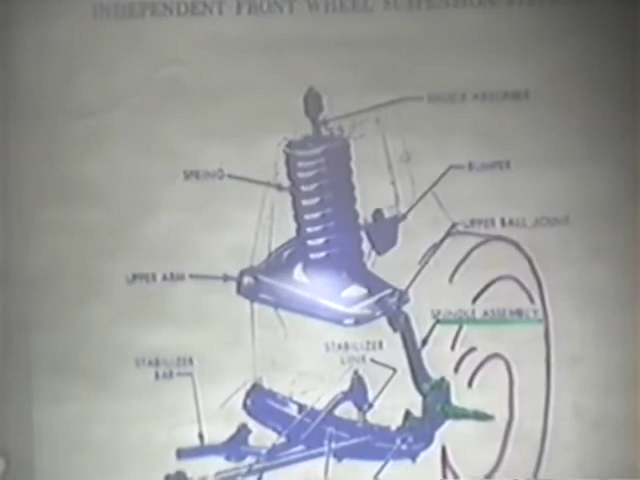 INDEPENDENT FRONT WHEEL SUSPENSION SYSTEM
SHOCK ABSORBER
SPRING
BUMPER
UPPER BALL JOINT
UPPER ARM
SPINDLE ASSEMBLY
STABILIZER
LINK
STABILIZER
BAR